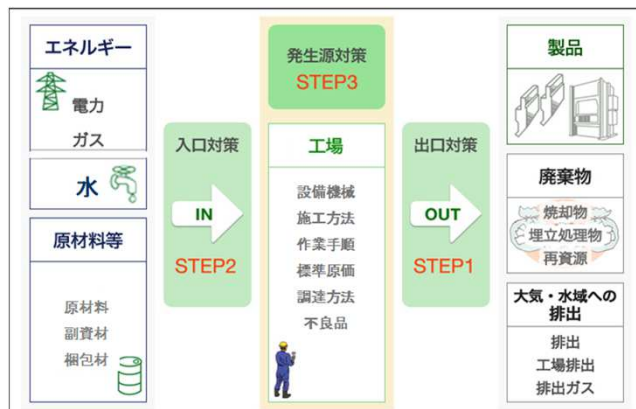 エネルギー
電力
ガス
水
原材料等
原材料
副資材
梱包材
入口対策
IN
STEP2
発生源対策
STEP3
工場
設備機械
施工方法
作業手順
標準原価
調達方法
不良品
出口対策
OUT
STEP1
製品
廃棄物
焼却物
埋立処理物
再資源
大気・水域への
排出
排出
工場排出
排出ガス